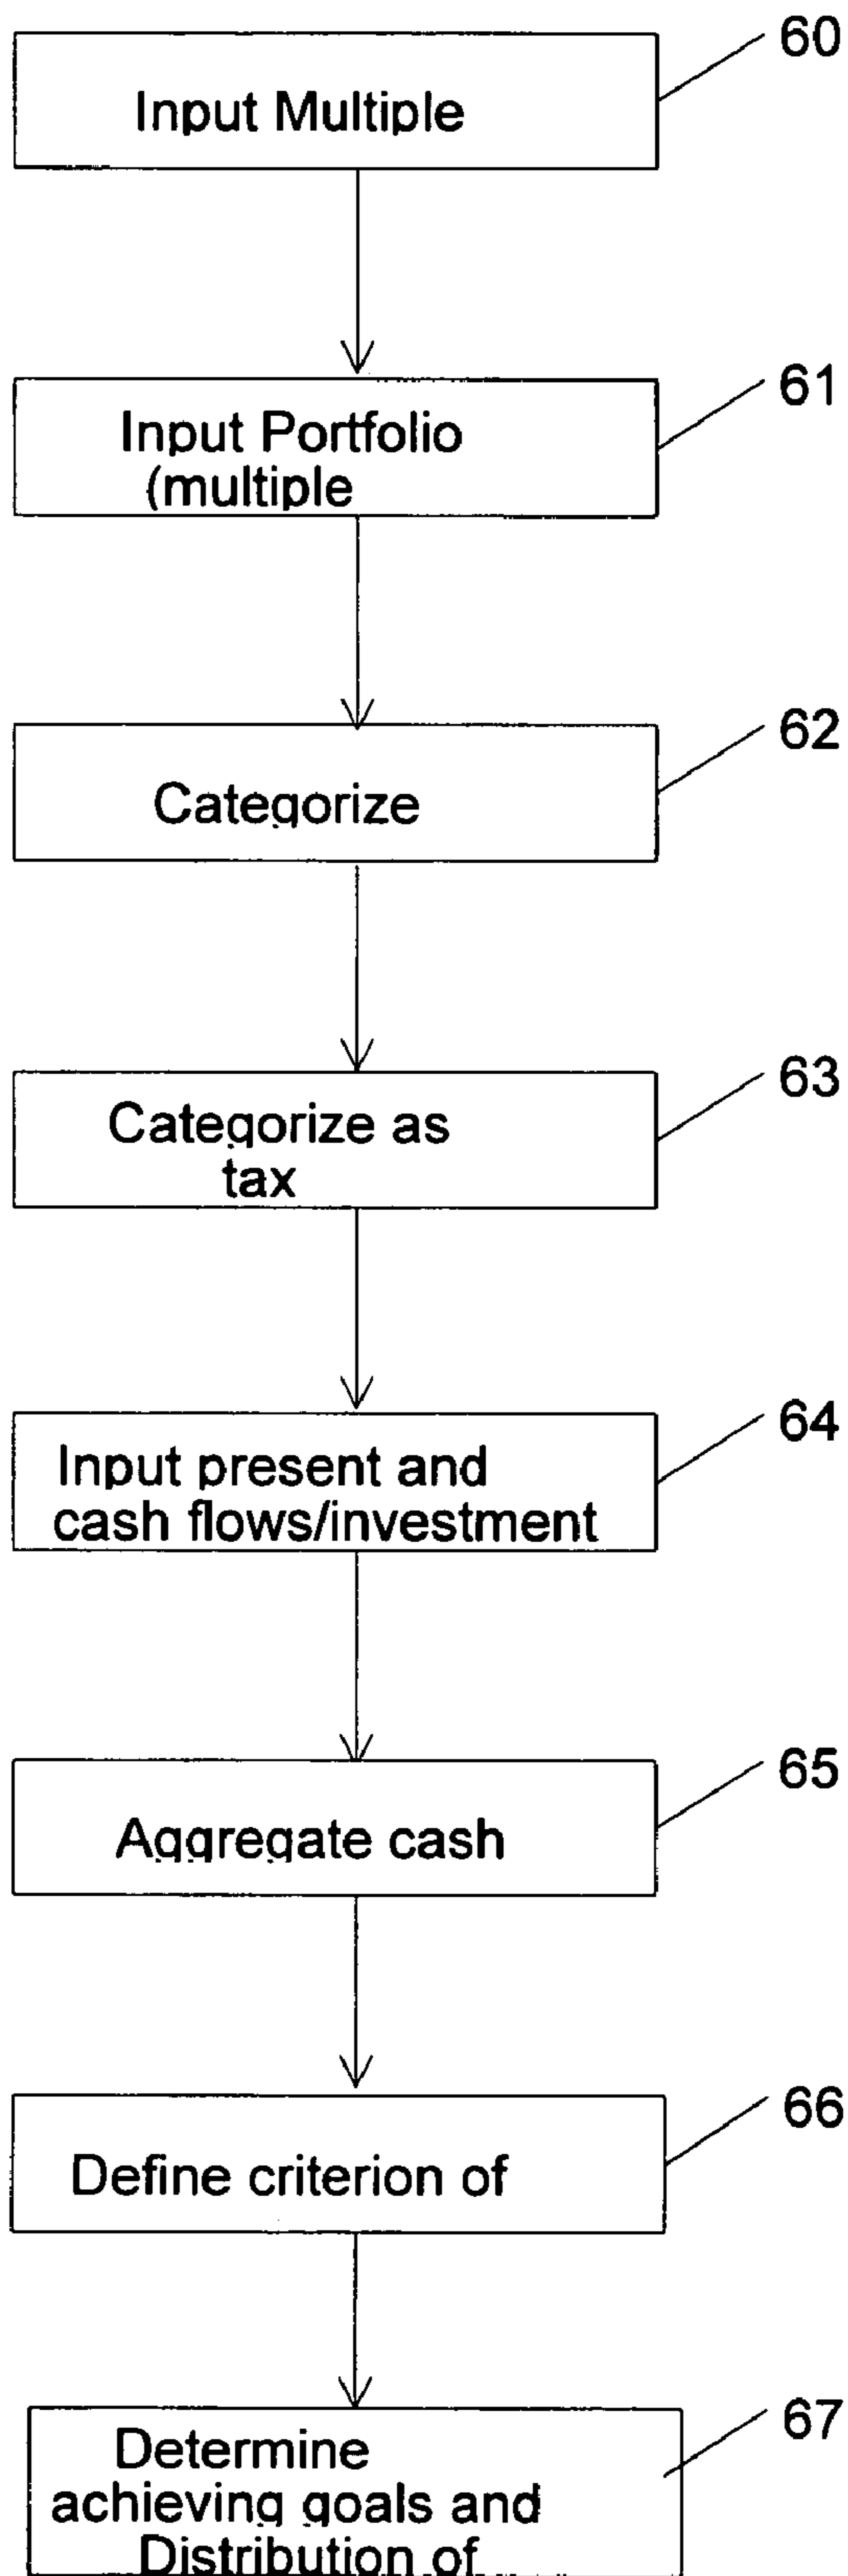 60
Input Multiple
61
Input Portfolio
(multiple
62
Categorize
63
Categorize as
tax
64
Input present and
cash flows/investment
65
Aggregate cash
66
Define criterion of
67
Determine
achieving goals and
Distribution of